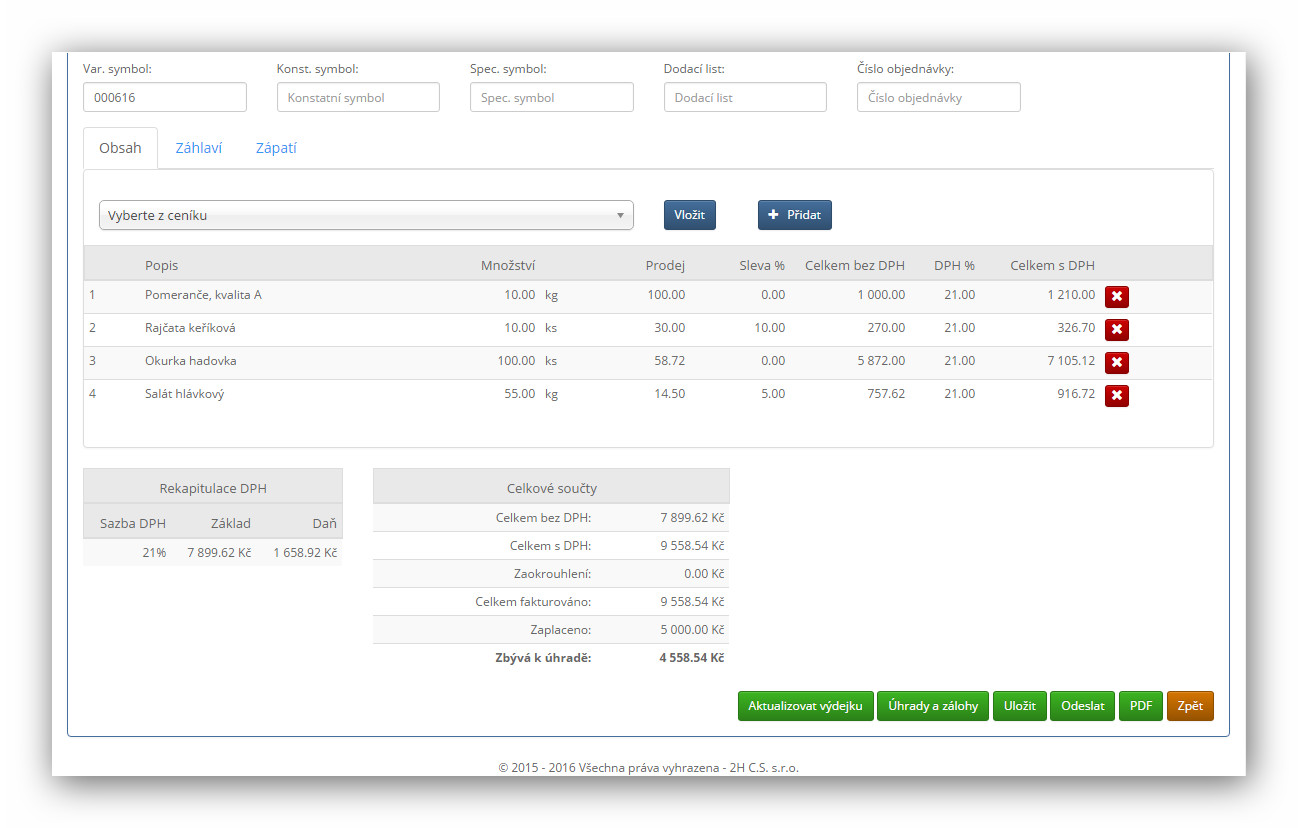 Var. symbol: Konst. symbol: Spec. symbol: Dodací list: Číslo objednávky:
000616 Konstatní symbol Spec. symbol Dodací list Číslo objednávky
Obsah Záhlaví Zápatí
Vyberte z ceníku Vložit Přidat
Popis Množství Prodej Sleva % Celkem bez DPH DPH % Celkem s DPH
1 Pomeranče, kvalita A 10.00 kg 100.00 0.00 1 000.00 21.00 1 210.00
2 Rajčata keříková 10.00 ks 30.00 10.00 270.00 21.00 326.70
3 Okurka hadovka 100.00 ks 58.72 0.00 5 872.00 21.00 7 105.12
4 Salát hlávkový 55.00 kg 14.50 5.00 757.62 21.00 916.72
Rekapitulace DPH
Sazba DPH Základ Daň
21% 7 899.62 Kč 1 658.92 Kč
Celkové součty
Celkem bez DPH: 7 899.62 Kč
Celkem s DPH: 9 558.54 Kč
Zaokrouhlení: 0.00 Kč
Celkem fakturováno: 9 558.54 Kč
Zaplaceno: 5 000.00 Kč
Zbývá k úhradě: 4 558.54 Kč
Aktualizovat výdejku Úhrady a zálohy Uložit Odeslat PDF Zpět
© 2015 - 2016 Všechna práva vyhrazena - 2H C.S. s.r.o.